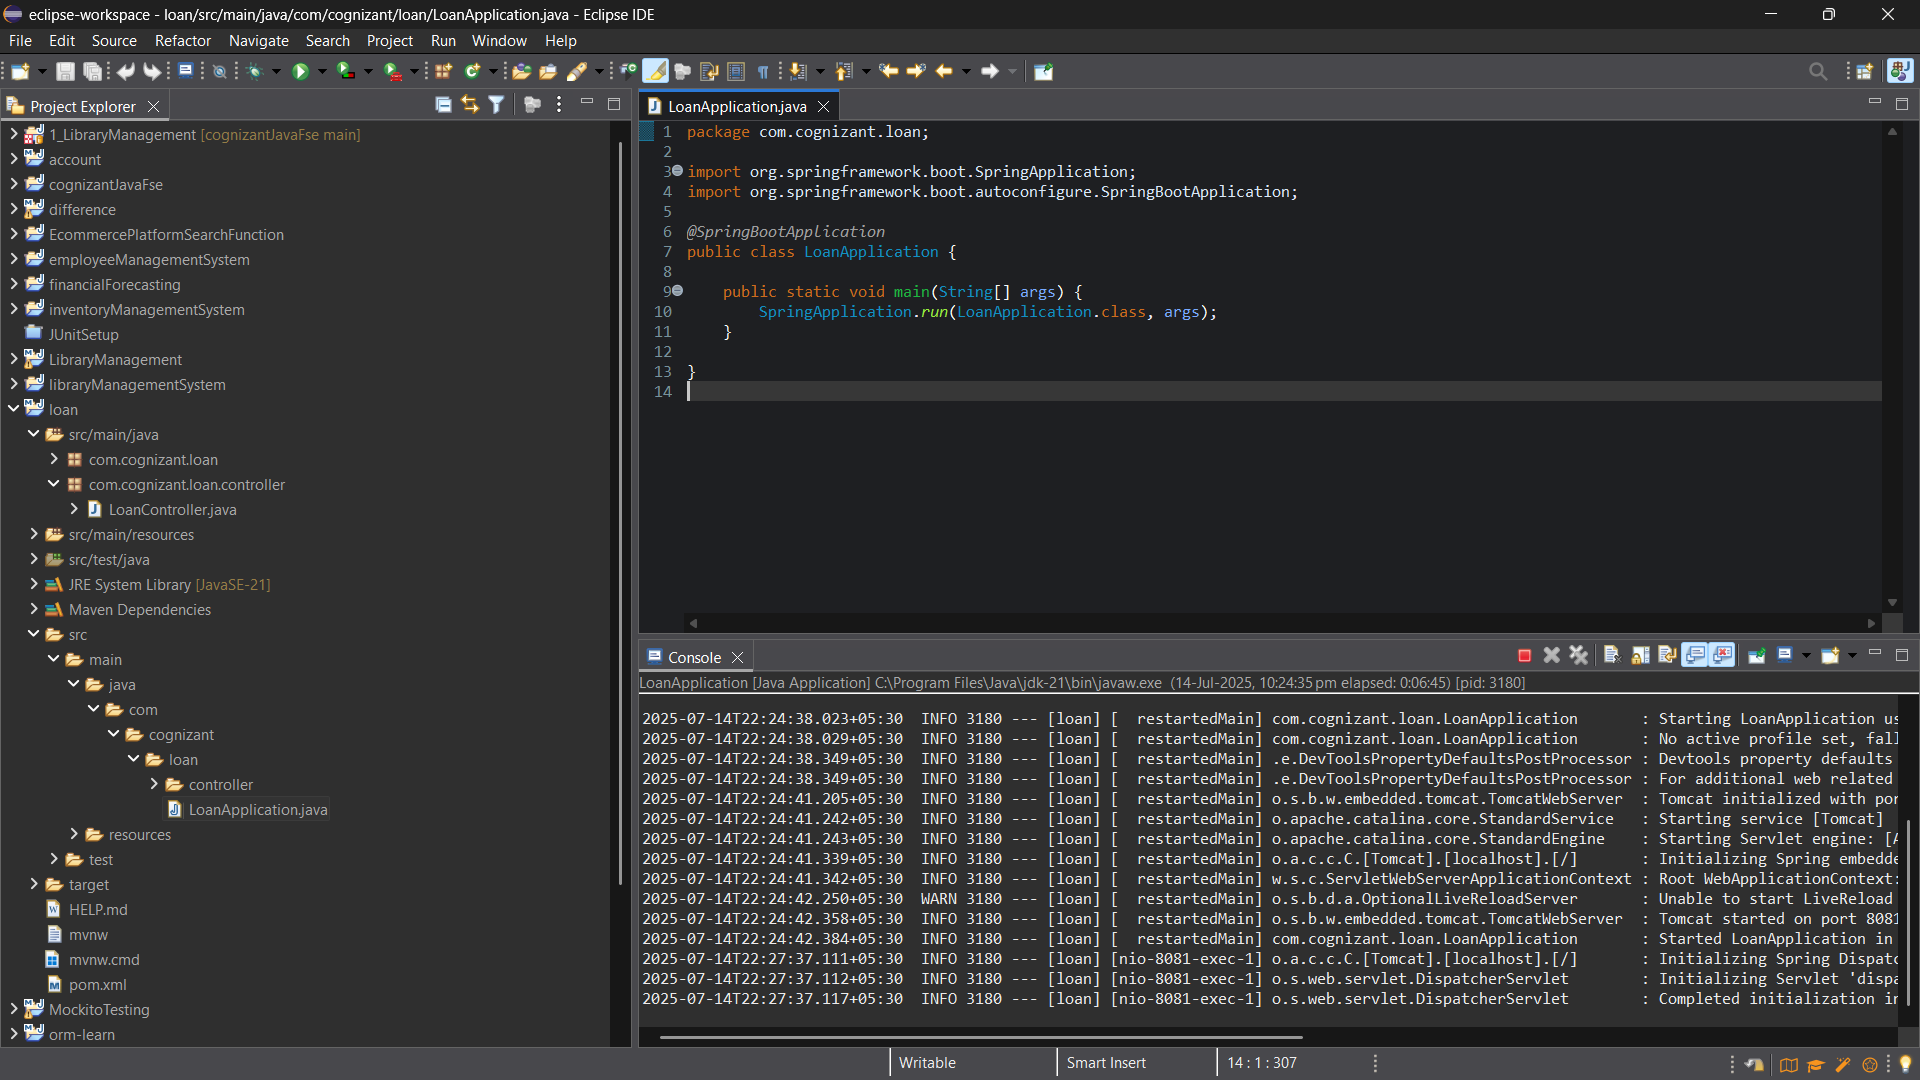 eclipse-workspace - loan/src/main/java/com/cognizant/loan/LoanApplication.java - Eclipse IDE
File Edit Source Refactor Navigate Search Project Run Window Help
Project Explorer
1_LibraryManagement [cognizantJavaFse main]
account
cognizantJavaFse
difference
EcommercePlatformSearchFunction
employeeManagementSystem
financialForecasting
inventoryManagementSystem
JUnitSetup
LibraryManagement
libraryManagementSystem
loan
src/main/java
com.cognizant.loan
com.cognizant.loan.controller
LoanController.java
src/main/resources
src/test/java
JRE System Library [JavaSE-21]
Maven Dependencies
src
main
java
com
cognizant
loan
controller
LoanApplication.java
resources
test
target
HELP.md
mvnw
mvnw.cmd
pom.xml
MockitoTesting
orm-learn
LoanApplication.java
1 package com.cognizant.loan;
2
3 import org.springframework.boot.SpringApplication;
4 import org.springframework.boot.autoconfigure.SpringBootApplication;
5
6 @SpringBootApplication
7 public class LoanApplication {
8
9 public static void main(String[] args) {
10 SpringApplication.run(LoanApplication.class, args);
11 }
12
13 }
14
Console
LoanApplication [Java Application] C:\Program Files\Java\jdk-21\bin\javaw.exe (14-Jul-2025, 10:24:35 pm elapsed: 0:06:45) [pid: 3180]
2025-07-14T22:24:38.023+05:30 INFO 3180 --- [loan] [ restartedMain] com.cognizant.loan.LoanApplication : Starting LoanApplication us
2025-07-14T22:24:38.029+05:30 INFO 3180 --- [loan] [ restartedMain] com.cognizant.loan.LoanApplication : No active profile set, fall
2025-07-14T22:24:38.349+05:30 INFO 3180 --- [loan] [ restartedMain] .e.DevToolsPropertyDefaultsPostProcessor : Devtools property defaults
2025-07-14T22:24:38.349+05:30 INFO 3180 --- [loan] [ restartedMain] .e.DevToolsPropertyDefaultsPostProcessor : For additional web related
2025-07-14T22:24:41.205+05:30 INFO 3180 --- [loan] [ restartedMain] o.s.b.w.embedded.tomcat.TomcatWebServer : Tomcat initialized with por
2025-07-14T22:24:41.242+05:30 INFO 3180 --- [loan] [ restartedMain] o.apache.catalina.core.StandardService : Starting service [Tomcat]
2025-07-14T22:24:41.243+05:30 INFO 3180 --- [loan] [ restartedMain] o.apache.catalina.core.StandardEngine : Starting Servlet engine: [A
2025-07-14T22:24:41.339+05:30 INFO 3180 --- [loan] [ restartedMain] o.a.c.c.C.[Tomcat].[localhost].[/] : Initializing Spring embedde
2025-07-14T22:24:41.342+05:30 INFO 3180 --- [loan] [ restartedMain] w.s.c.ServletWebServerApplicationContext : Root WebApplicationContext:
2025-07-14T22:24:42.250+05:30 WARN 3180 --- [loan] [ restartedMain] o.s.b.d.a.OptionalLiveReloadServer : Unable to start LiveReload
2025-07-14T22:24:42.358+05:30 INFO 3180 --- [loan] [ restartedMain] o.s.b.w.embedded.tomcat.TomcatWebServer : Tomcat started on port 8081
2025-07-14T22:24:42.384+05:30 INFO 3180 --- [loan] [ restartedMain] com.cognizant.loan.LoanApplication : Started LoanApplication in
2025-07-14T22:27:37.111+05:30 INFO 3180 --- [loan] [nio-8081-exec-1] o.a.c.c.C.[Tomcat].[localhost].[/] : Initializing Spring Dispatc
2025-07-14T22:27:37.112+05:30 INFO 3180 --- [loan] [nio-8081-exec-1] o.s.web.servlet.DispatcherServlet : Initializing Servlet 'dispa
2025-07-14T22:27:37.117+05:30 INFO 3180 --- [loan] [nio-8081-exec-1] o.s.web.servlet.DispatcherServlet : Completed initialization in
Writable Smart Insert 14 : 1 : 307